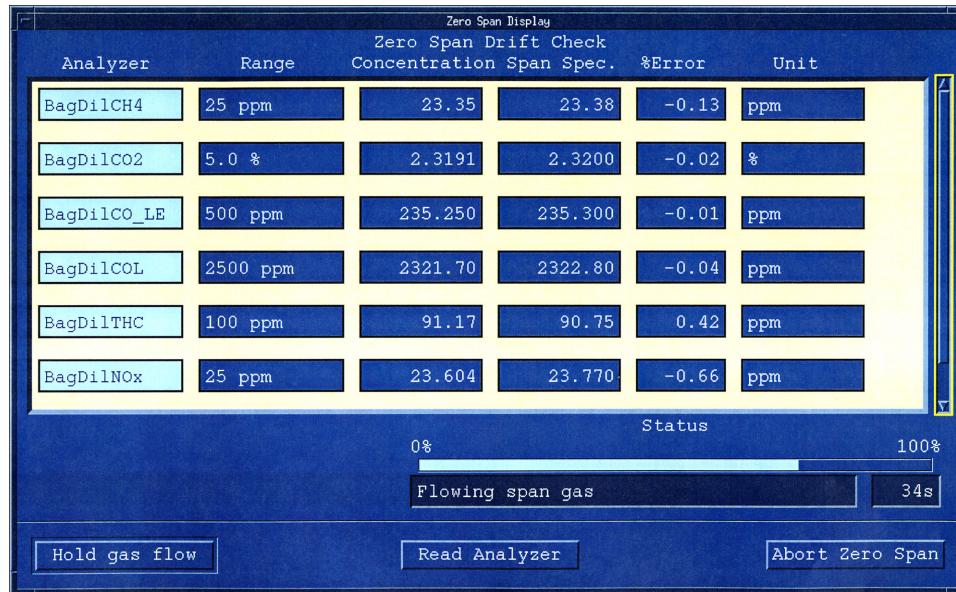 Zero Span Display
Zero Span Drift Check
Analyzer Range Concentration Span Spec. %Error Unit
BagDilCH4 25 ppm 23.35 23.38 -0.13 ppm
BagDilCO2 5.0 % 2.3191 2.3200 -0.02 %
BagDilCO_LE 500 ppm 235.250 235.300 -0.01 ppm
BagDilCOL 2500 ppm 2321.70 2322.80 -0.04 ppm
BagDilTHC 100 ppm 91.17 90.75 0.42 ppm
BagDilNOx 25 ppm 23.604 23.770 -0.66 ppm
Status
0% 100%
Flowing span gas 34s
Hold gas flow Read Analyzer Abort Zero Span